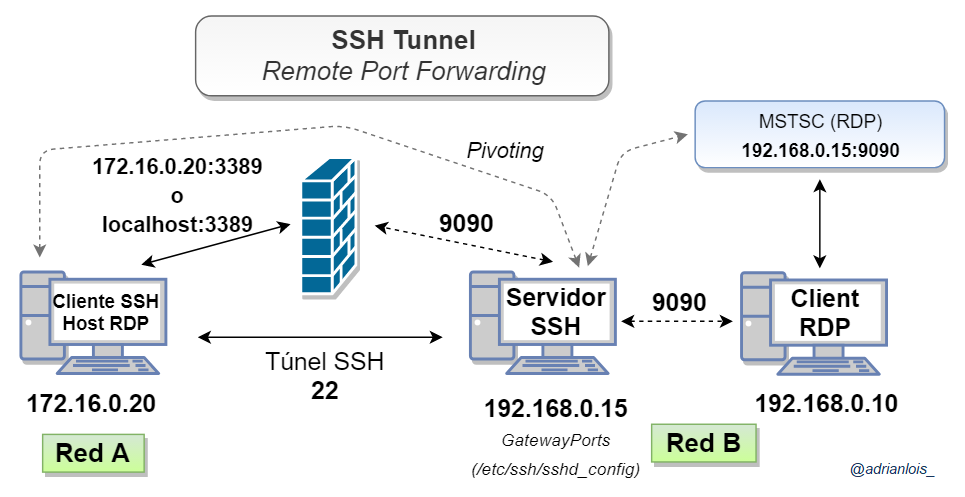 SSH Tunnel
Remote Port Forwarding
MSTSC (RDP)
192.168.0.15:9090
Pivoting
172.16.0.20:3389
o
localhost:3389
9090
Cliente SSH
Host RDP
Servidor
SSH
9090
Client
RDP
Túnel SSH
22
172.16.0.20
192.168.0.15
192.168.0.10
GatewayPorts
(/etc/ssh/sshd_config)
Red A
Red B
@adrianlois_